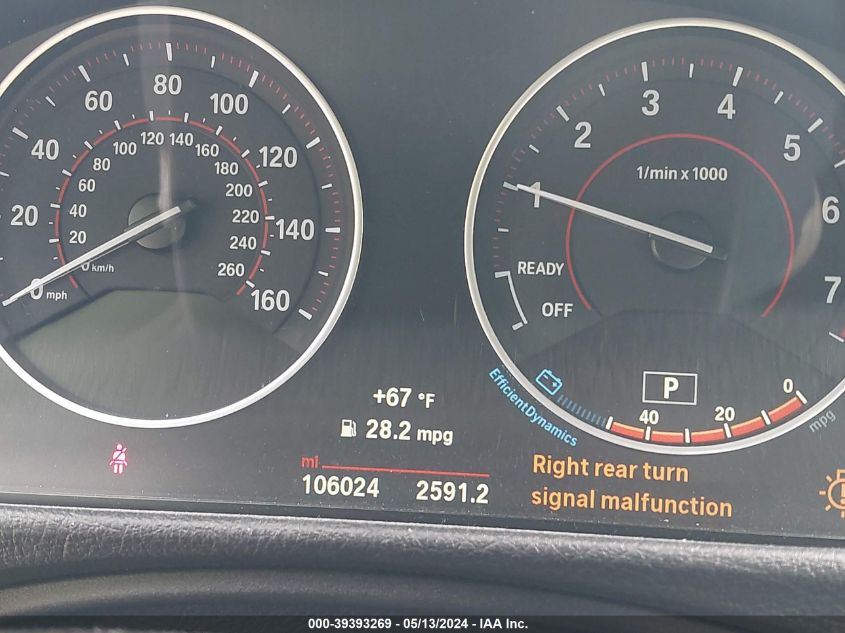 20 40 60 80 100 120 140 160
0 mph
20 40 60 80 100 120 140 160 180 200 220 240 260
0 km/h
1 2 3 4 5 6 7
1/min x 1000
READY
OFF
P
EfficientDynamics
40 20 0
mpg
+67 °F
28.2 mpg
mi
106024 2591.2
Right rear turn
signal malfunction
000-39393269 - 05/13/2024 - IAA Inc.